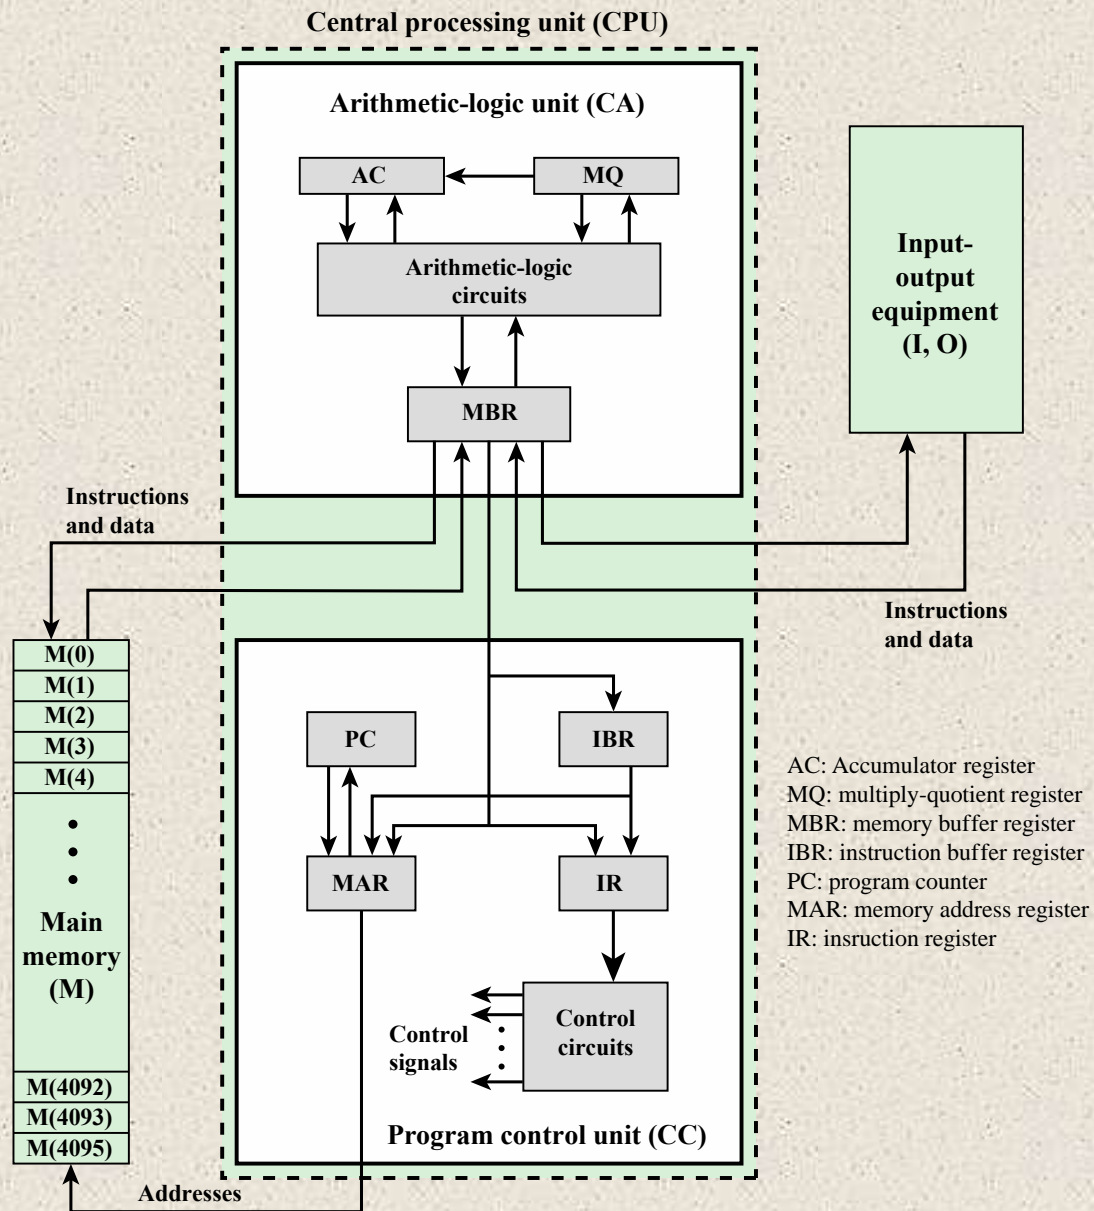 Central processing unit (CPU)
Arithmetic-logic unit (CA)
AC
MQ
Arithmetic-logic
circuits
MBR
Input-
output
equipment
(I, O)
Instructions
and data
Instructions
and data
M(0)
M(1)
M(2)
M(3)
M(4)
Main
memory
(M)
M(4092)
M(4093)
M(4095)
PC
IBR
MAR
IR
Control
circuits
Control
signals
Program control unit (CC)
Addresses
AC: Accumulator register
MQ: multiply-quotient register
MBR: memory buffer register
IBR: instruction buffer register
PC: program counter
MAR: memory address register
IR: insruction register